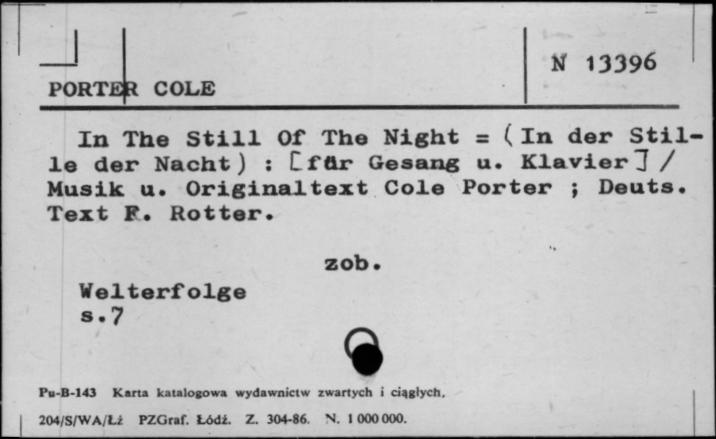 N 13396
PORTER COLE
In The Still Of The Night = (In der Stil-
le der Nacht) : [für Gesang u. Klavier] /
Musik u. Originaltext Cole Porter ; Deuts.
Text F. Rotter.
zob.
Welterfolge
s.7
Pu-B-143 Karta katalogowa wydawnictw zwartych i ciągłych.
204/S/WA/Łź PZGraf. Łódź. Z. 304-86. N. 1 000 000.